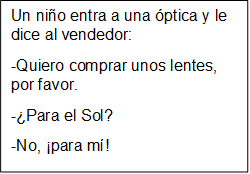 Un niño entra a una óptica y le
dice al vendedor:
-Quiero comprar unos lentes,
por favor.
-¿Para el Sol?
-No, ¡para mí!